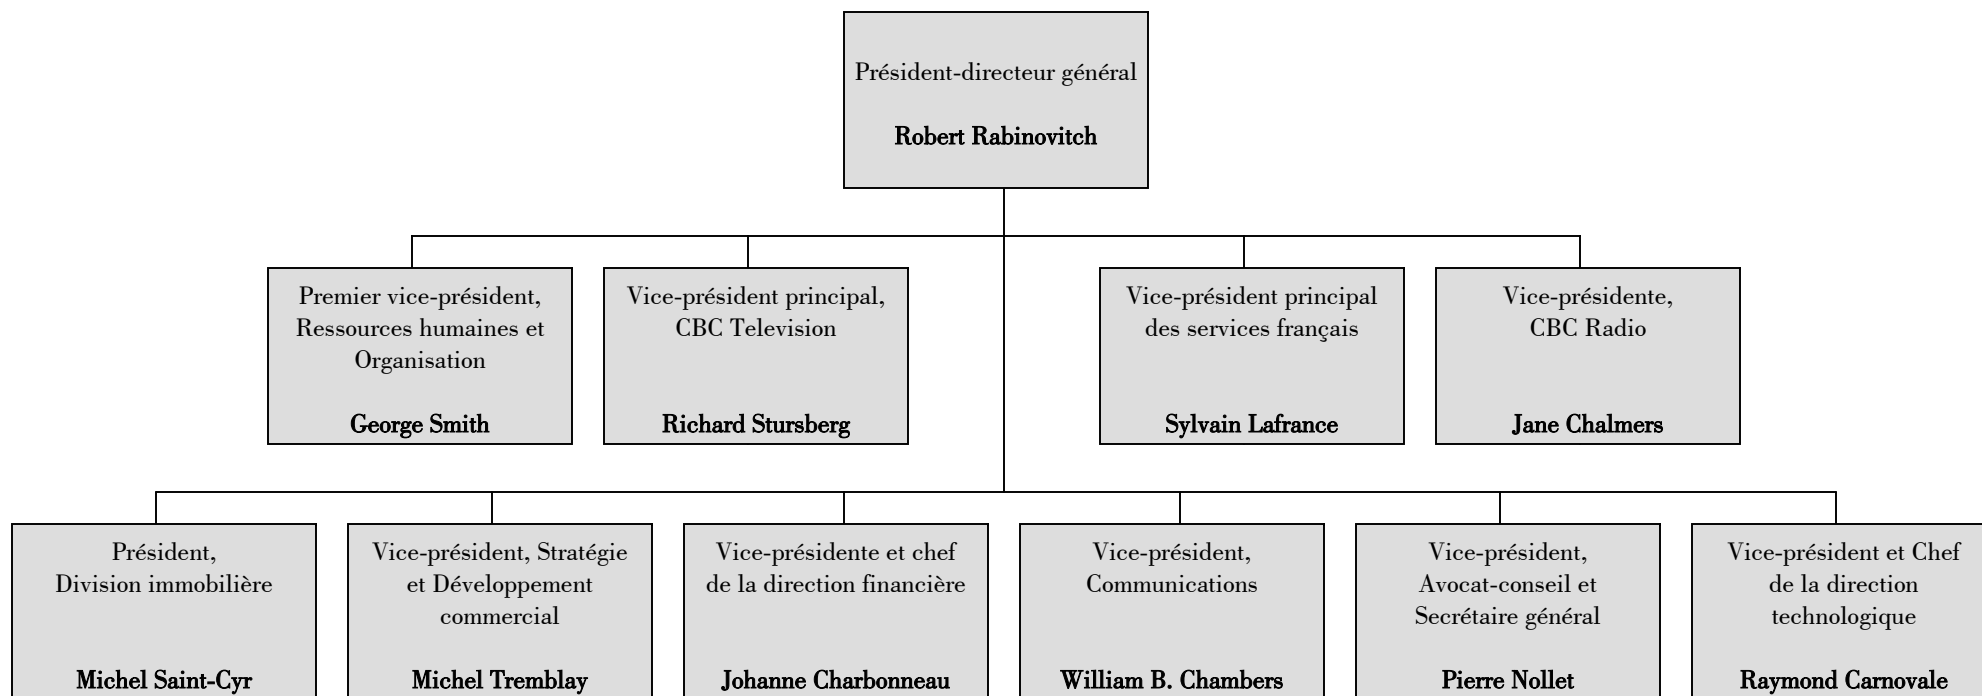 Président-directeur général
Robert Rabinovitch
Premier vice-président,
Ressources humaines et
Organisation
George Smith
Vice-président principal,
CBC Television
Richard Stursberg
Vice-président principal
des services français
Sylvain Lafrance
Vice-présidente,
CBC Radio
Jane Chalmers
Président,
Division immobilière
Michel Saint-Cyr
Vice-président, Stratégie
et Développement
commercial
Michel Tremblay
Vice-présidente et chef
de la direction financière
Johanne Charbonneau
Vice-président,
Communications
William B. Chambers
Vice-président,
Avocat-conseil et
Secrétaire général
Pierre Nollet
Vice-président et Chef
de la direction
technologique
Raymond Carnovale